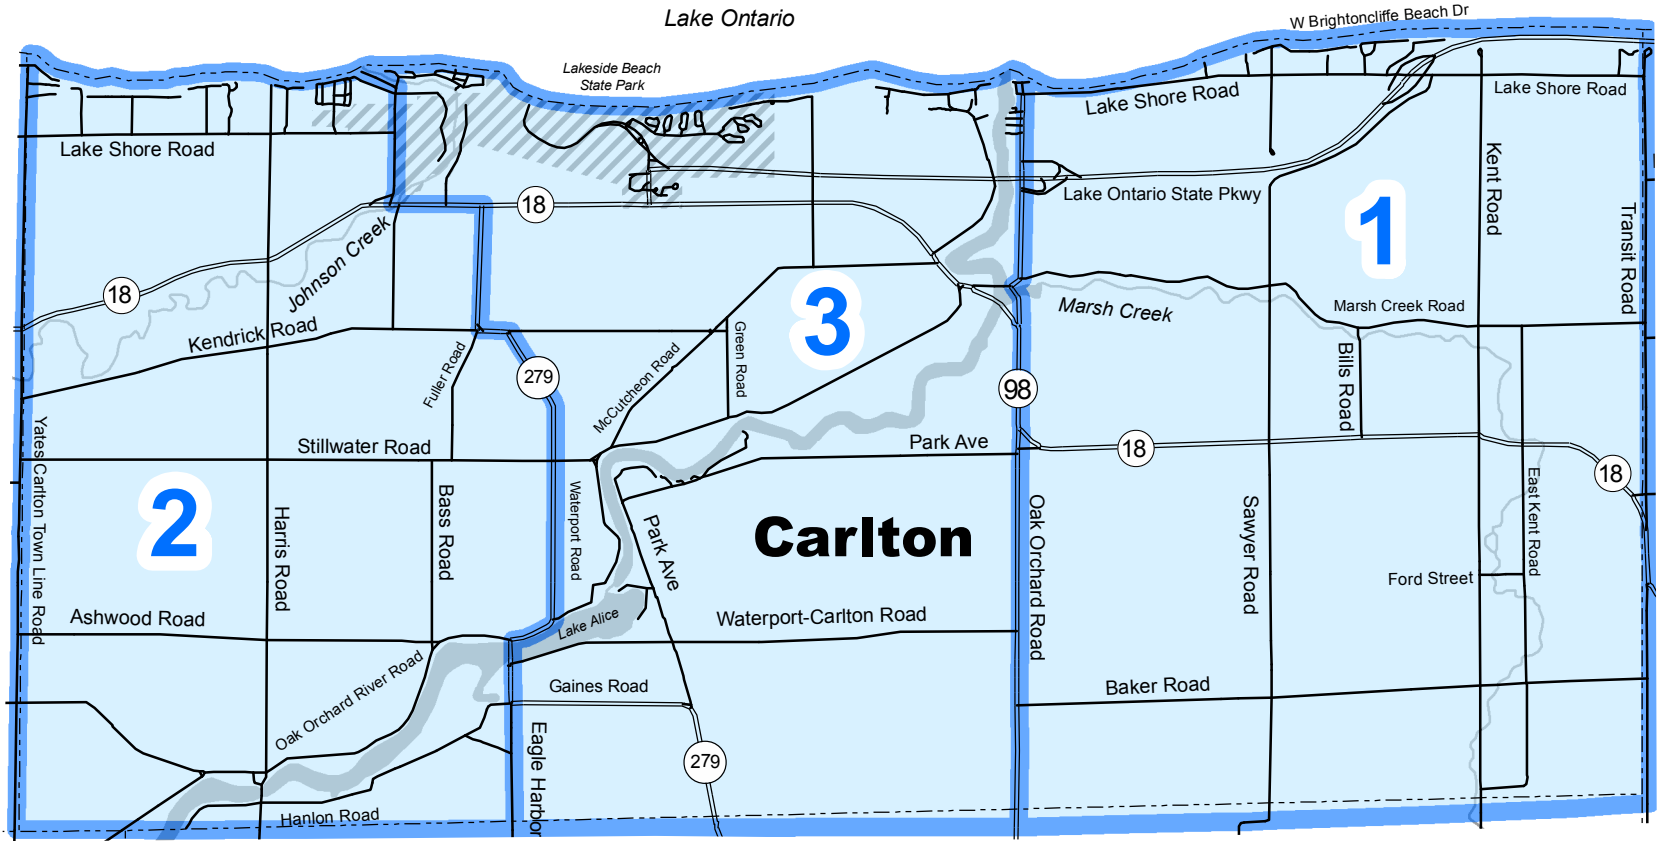 Lake Ontario
W Brightoncliffe Beach Dr
Lakeside Beach
State Park
Lake Shore Road
Lake Shore Road
Lake Shore Road
Kent Road
Lake Ontario State Pkwy
18
1
Transit Road
Johnson Creek
18
Marsh Creek
Marsh Creek Road
3
Kendrick Road
Green Road
McCutcheon Road
Fuller Road
279
98
Bills Road
Stillwater Road
Park Ave
18
18
Yates Carlton Town Line Road
2
Harris Road
Bass Road
Waterport Road
Park Ave
Carlton
Oak Orchard Road
Sawyer Road
East Kent Road
Ford Street
Ashwood Road
Lake Alice
Waterport-Carlton Road
Oak Orchard River Road
Gaines Road
Baker Road
Eagle Harbor
279
Hanlon Road